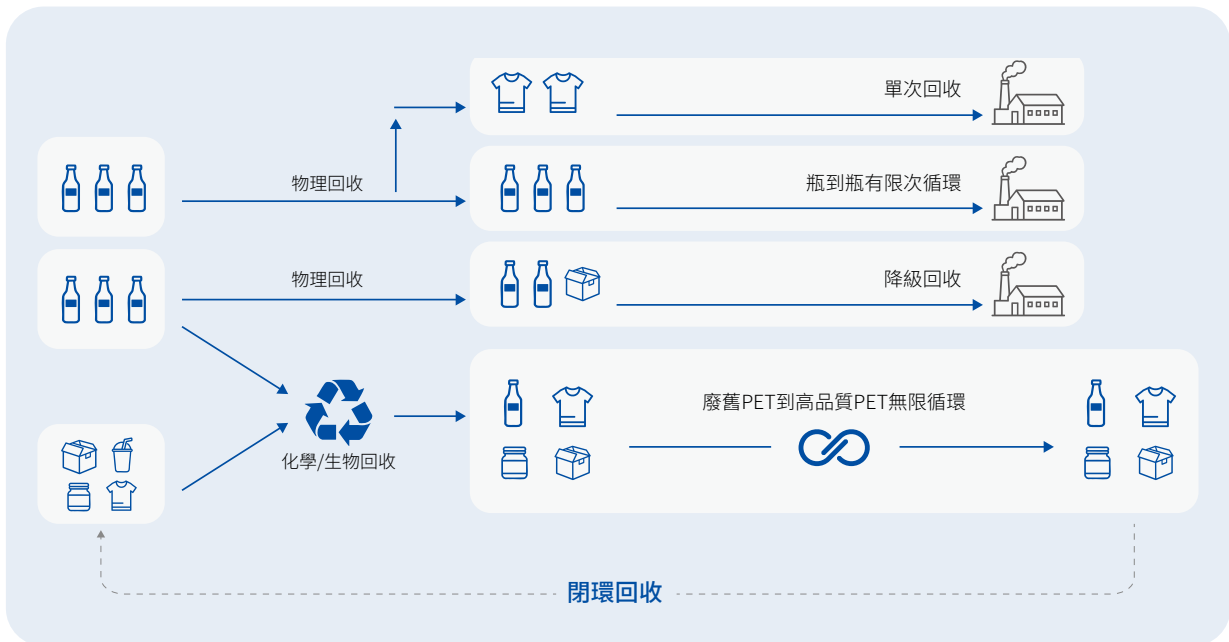 單次回收
物理回收
瓶到瓶有限次循環
物理回收
降級回收
廢舊PET到高品質PET無限循環
化學/生物回收
閉環回收